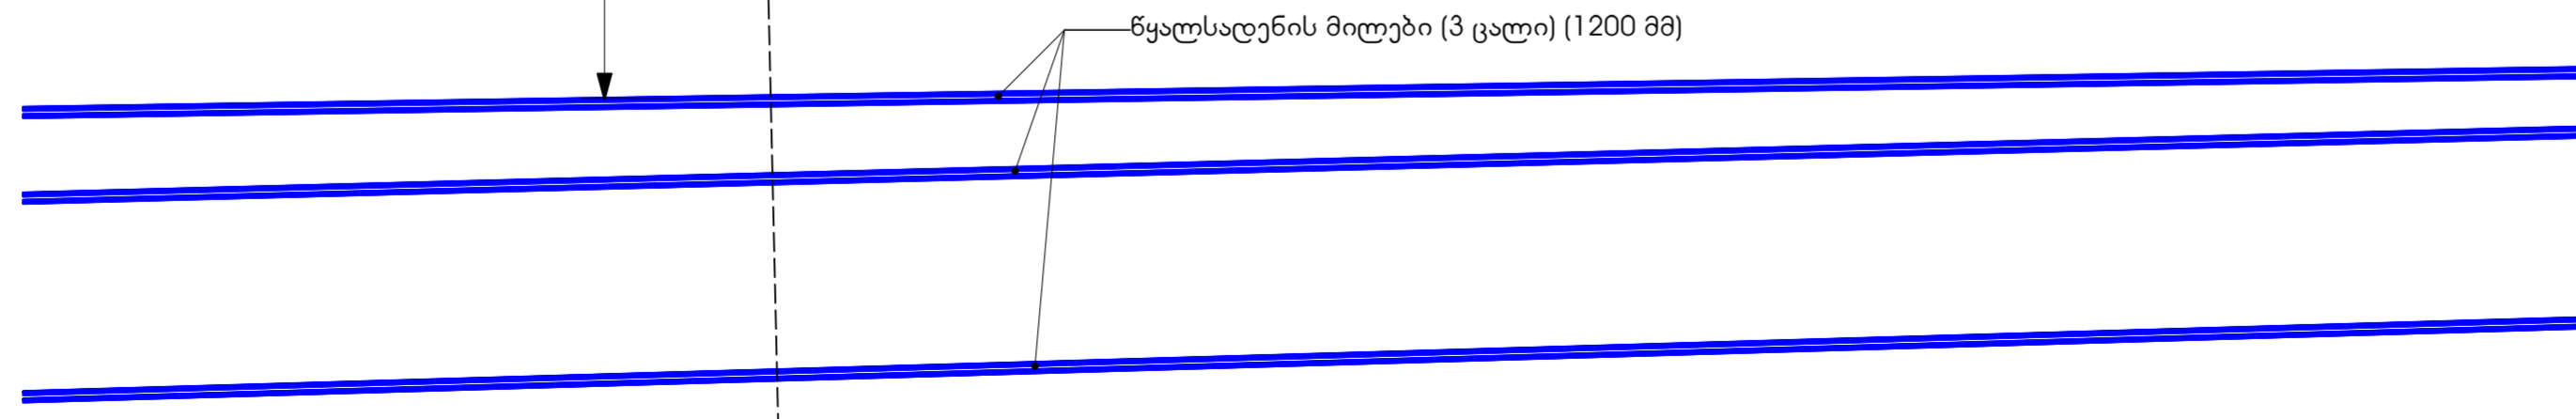 წყალსადენის მილები (3 ცალი) (1200 მმ)